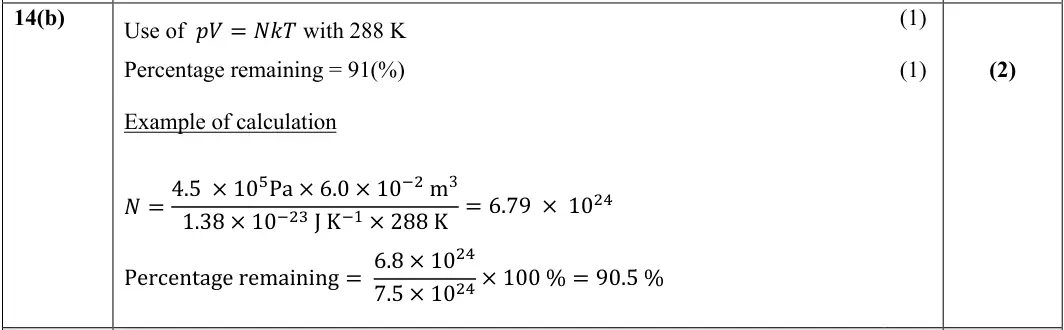 14(b)
Use of pV = NkT with 288 K (1)
Percentage remaining = 91(%) (1) (2)
Example of calculation
N = (4.5 × 10⁵Pa × 6.0 × 10⁻² m³)/(1.38 × 10⁻²³ J K⁻¹ × 288 K) = 6.79 × 10²⁴
Percentage remaining = (6.8 × 10²⁴)/(7.5 × 10²⁴) × 100 % = 90.5 %